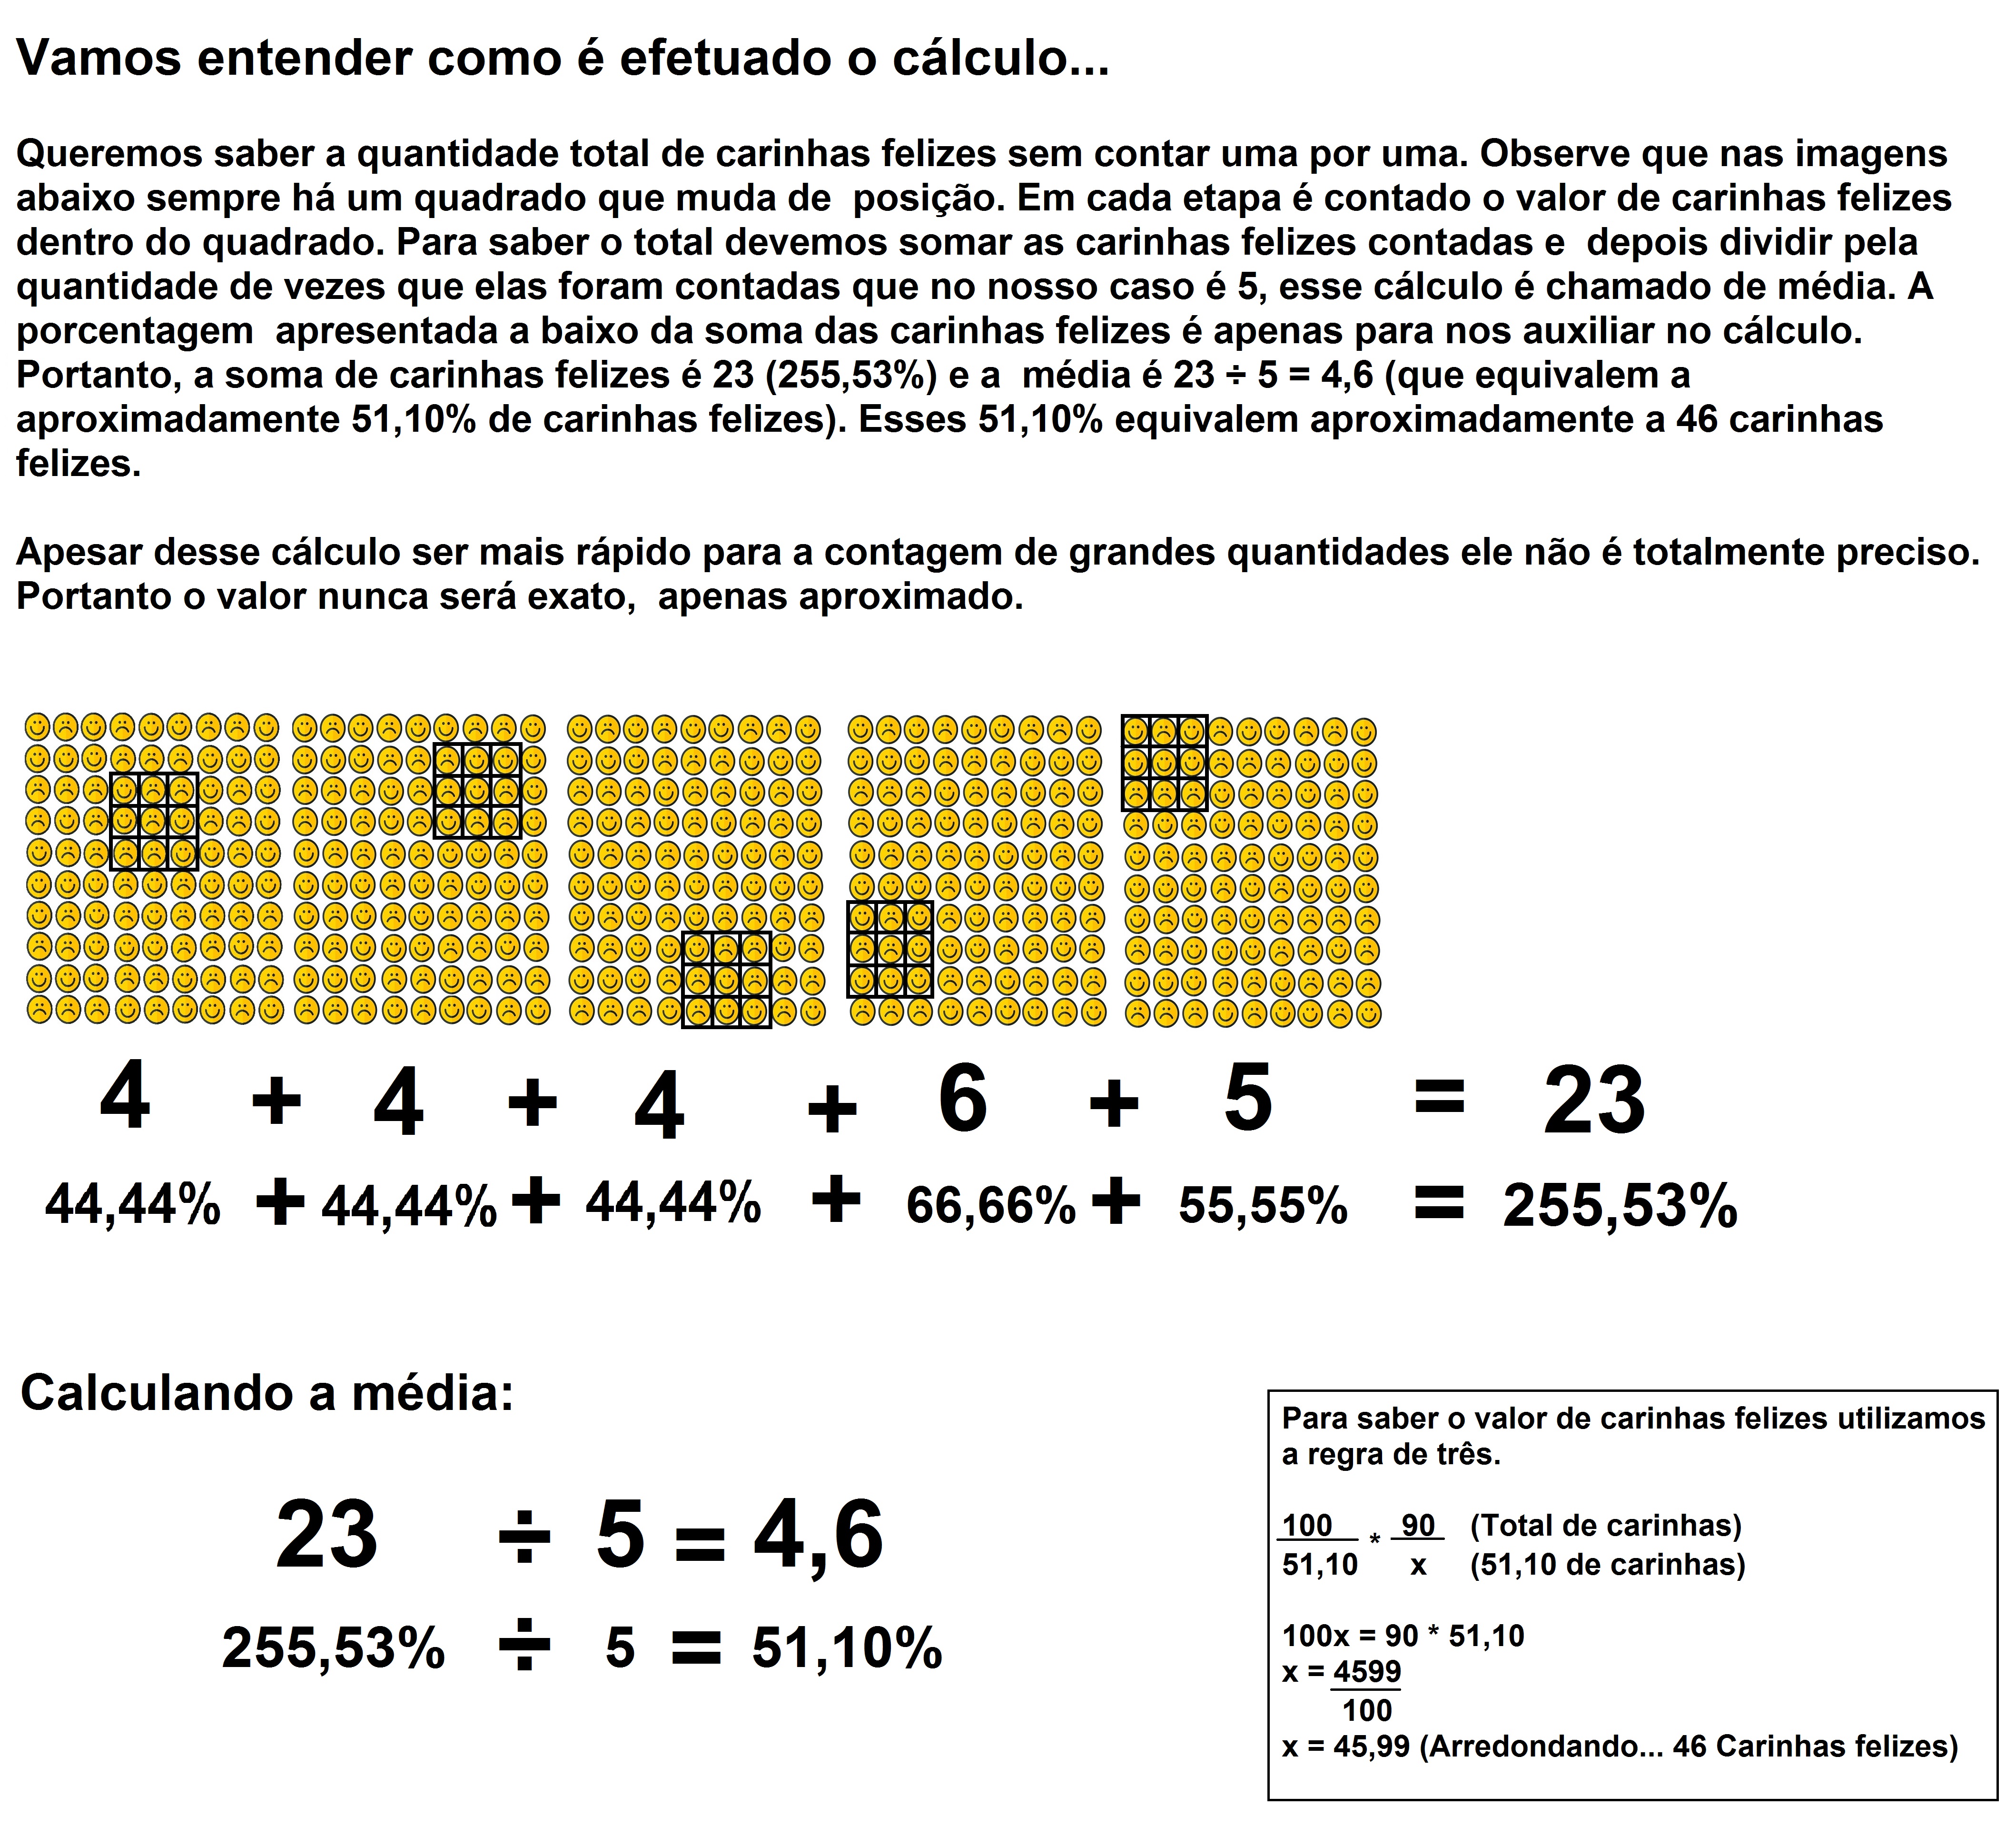 Vamos entender como é efetuado o cálculo...
Queremos saber a quantidade total de carinhas felizes sem contar uma por uma. Observe que nas imagens
abaixo sempre há um quadrado que muda de  posição. Em cada etapa é contado o valor de carinhas felizes
dentro do quadrado. Para saber o total devemos somar as carinhas felizes contadas e  depois dividir pela
quantidade de vezes que elas foram contadas que no nosso caso é 5, esse cálculo é chamado de média. A
porcentagem  apresentada a baixo da soma das carinhas felizes é apenas para nos auxiliar no cálculo.
Portanto, a soma de carinhas felizes é 23 (255,53%) e a  média é 23 ÷ 5 = 4,6 (que equivalem a
aproximadamente 51,10% de carinhas felizes). Esses 51,10% equivalem aproximadamente a 46 carinhas
felizes.
Apesar desse cálculo ser mais rápido para a contagem de grandes quantidades ele não é totalmente preciso.
Portanto o valor nunca será exato,  apenas aproximado.
4 + 4 + 4 + 6 + 5 = 23
44,44% + 44,44% + 44,44% + 66,66% + 55,55% = 255,53%
Calculando a média:
23 ÷ 5 = 4,6
255,53% ÷ 5 = 51,10%
Para saber o valor de carinhas felizes utilizamos
a regra de três.
100 * 90 (Total de carinhas)
51,10 x (51,10 de carinhas)
100x = 90 * 51,10
x = 4599
100
x = 45,99 (Arredondando... 46 Carinhas felizes)